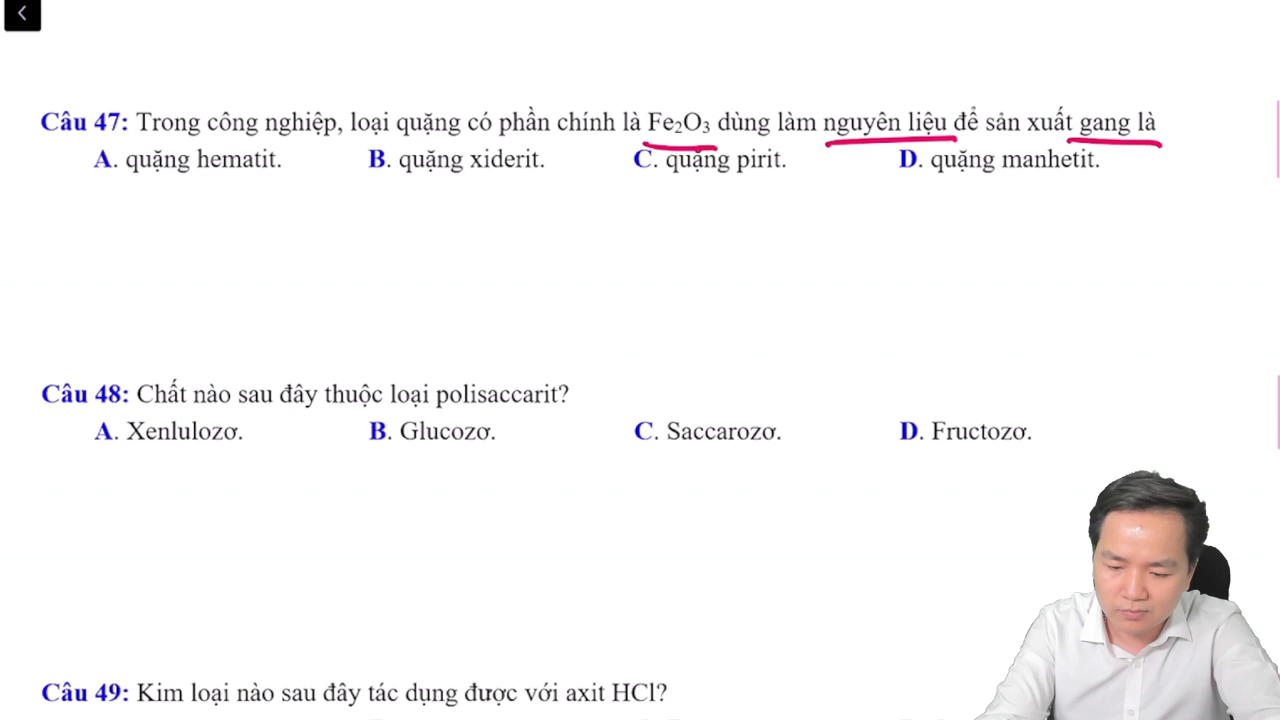 Câu 47: Trong công nghiệp, loại quặng có phần chính là Fe₂O₃ dùng làm nguyên liệu để sản xuất gang là
A. quặng hematit. B. quặng xiderit. C. quặng pirit. D. quặng manhetit.
Câu 48: Chất nào sau đây thuộc loại polisaccarit?
A. Xenlulozơ. B. Glucozơ. C. Saccarozơ. D. Fructozơ.
Câu 49: Kim loại nào sau đây tác dụng được với axit HCl?